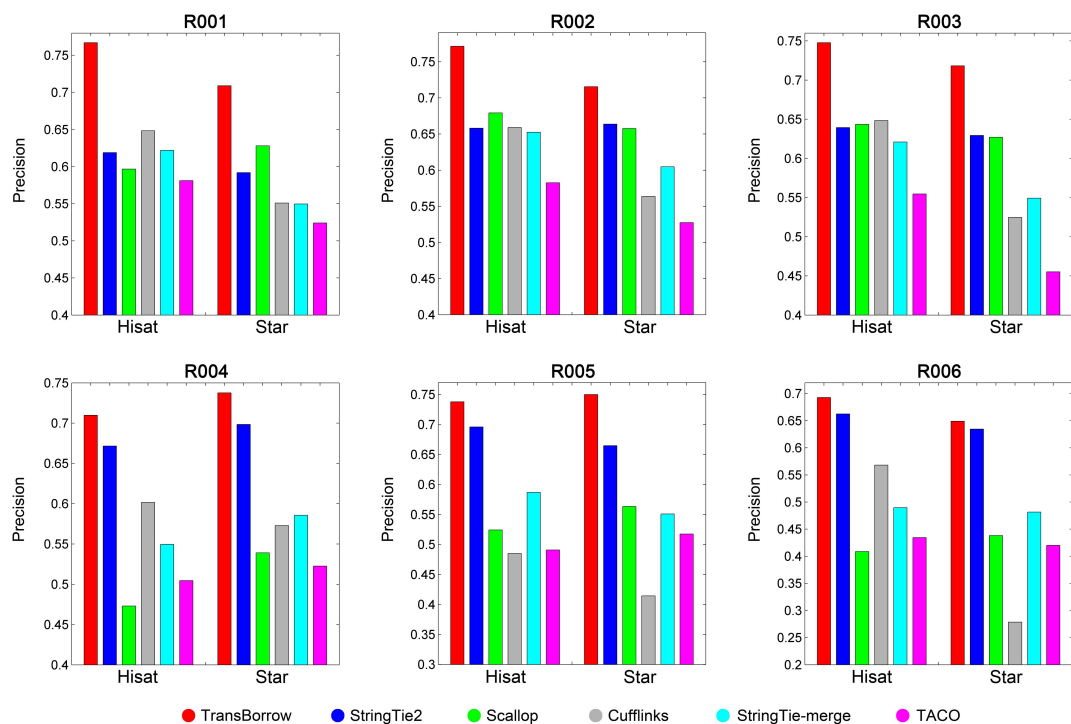 R001
Precision
0.75
0.7
0.65
0.6
0.55
0.5
0.45
0.4
Hisat Star
R002
Precision
0.75
0.7
0.65
0.6
0.55
0.5
0.45
0.4
Hisat Star
R003
Precision
0.75
0.7
0.65
0.6
0.55
0.5
0.45
0.4
Hisat Star
R004
Precision
0.75
0.7
0.65
0.6
0.55
0.5
0.45
0.4
Hisat Star
R005
Precision
0.75
0.7
0.65
0.6
0.55
0.5
0.45
0.4
0.35
0.3
Hisat Star
R006
Precision
0.7
0.65
0.6
0.55
0.5
0.45
0.4
0.35
0.3
0.25
0.2
Hisat Star
TransBorrow StringTie2 Scallop Cufflinks StringTie-merge TACO